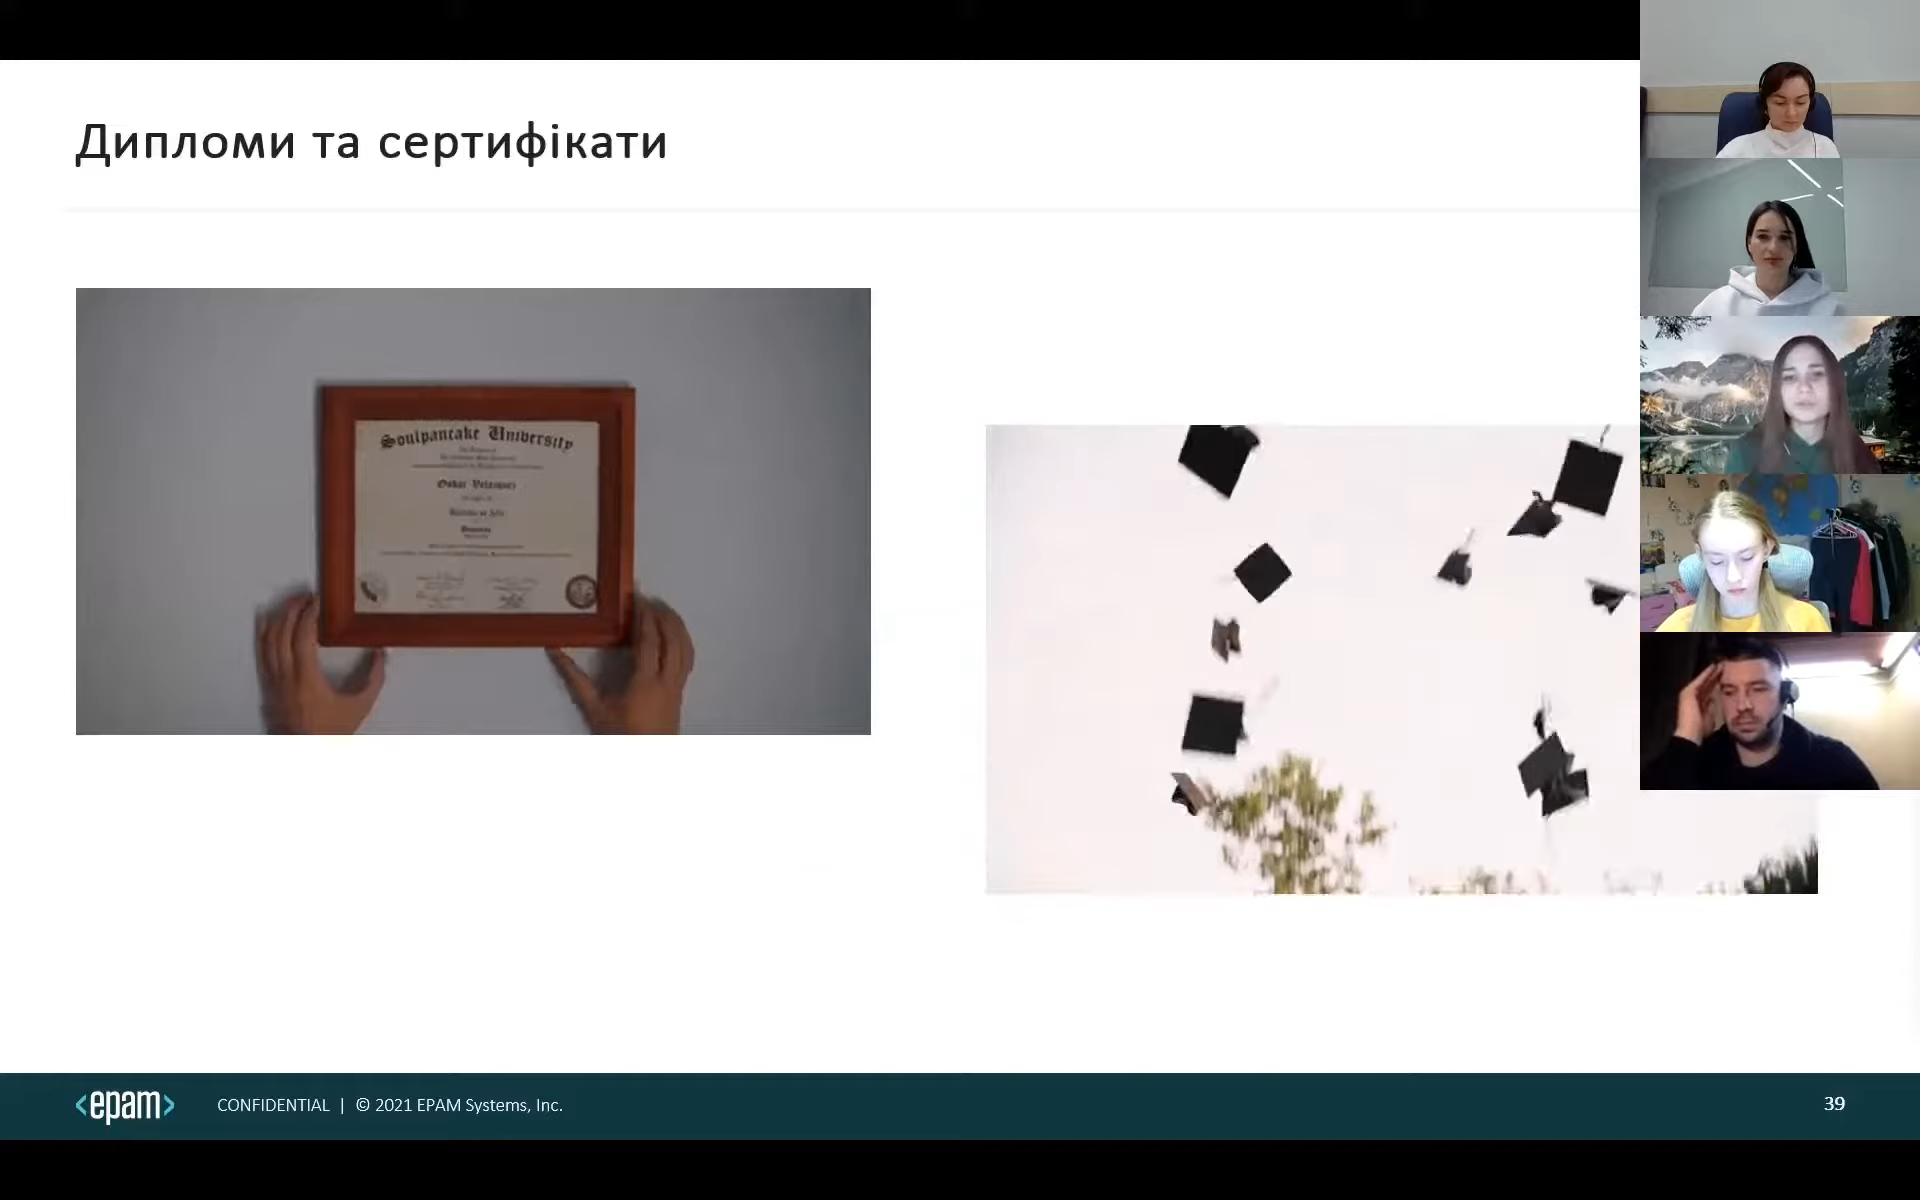 Дипломи та сертифікати
Soulpancake University
<epam>
CONFIDENTIAL | © 2021 EPAM Systems, Inc.
39